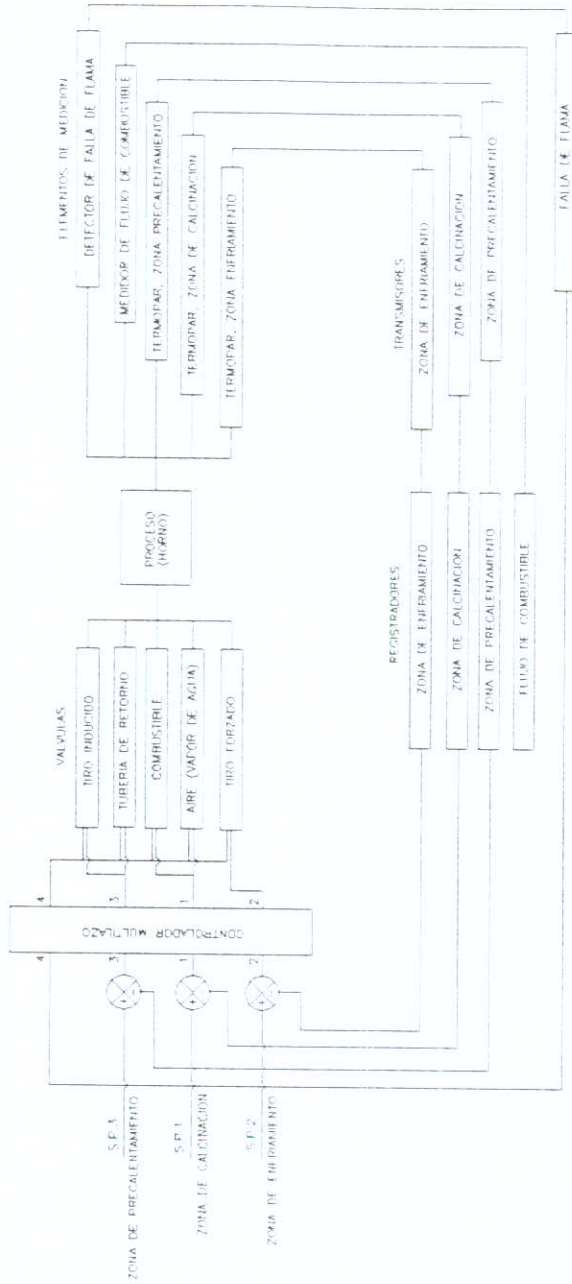 ELEMENTOS DE MEDICION
DETECTOR DE FALLA DE FLAMA
MEDIDOR DE FLUJO DE COMBUSTIBLE
TERMOPAR, ZONA PRECALENTAMIENTO
TERMOPAR, ZONA DE CALCINACION
TERMOPAR, ZONA ENFRIAMIENTO
PROCESO
(HORNO)
VALVULAS
TIRO INDUCIDO
TUBERIA DE RETORNO
COMBUSTIBLE
AIRE (VAPOR DE AGUA)
TIRO FORZADO
4
3
1
2
CONTROLADOR MULTILAZO
4
3
1
2
+
-
+
-
+
-
S.P.3
ZONA DE PRECALENTAMIENTO
S.P.1
ZONA DE CALCINACION
S.P.2
ZONA DE ENFRIAMIENTO
TRANSMISORES
ZONA DE ENFRIAMIENTO
ZONA DE CALCINACION
ZONA DE PRECALENTAMIENTO
REGISTRADORES
ZONA DE ENFRIAMIENTO
ZONA DE CALCINACION
ZONA DE PRECALENTAMIENTO
FLUJO DE COMBUSTIBLE
FALLA DE FLAMA